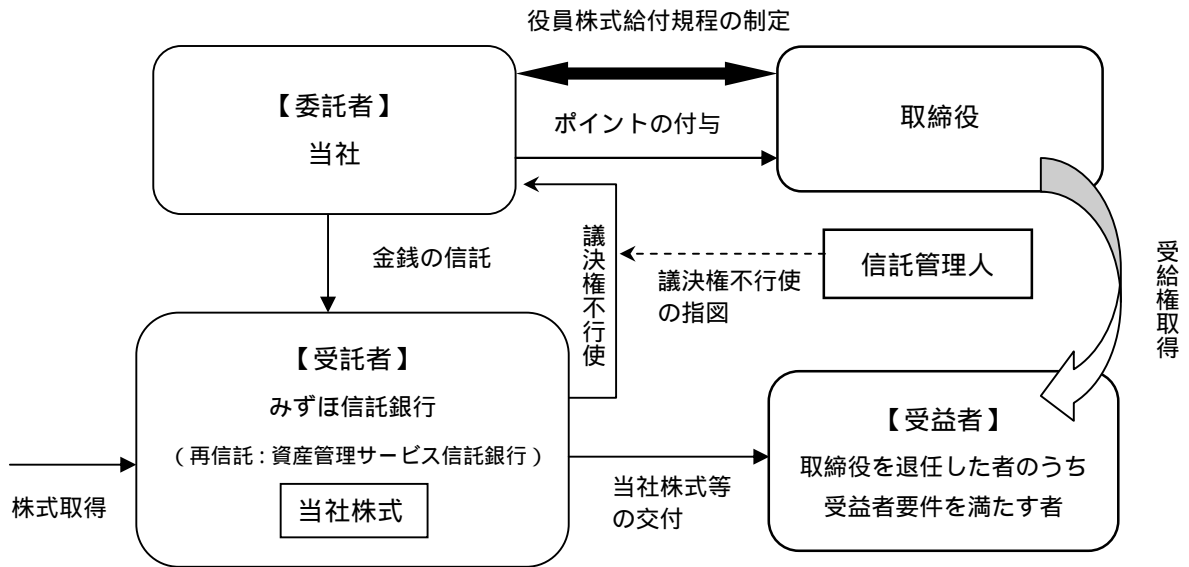 役員株式給付規程の制定
【委託者】
当社
ポイントの付与
取締役
金銭の信託
議決権不行使
議決権不行使
の指図
信託管理人
受給権取得
【受託者】
みずほ信託銀行
（再信託：資産管理サービス信託銀行）
当社株式
株式取得
当社株式等
の交付
【受益者】
取締役を退任した者のうち
受益者要件を満たす者